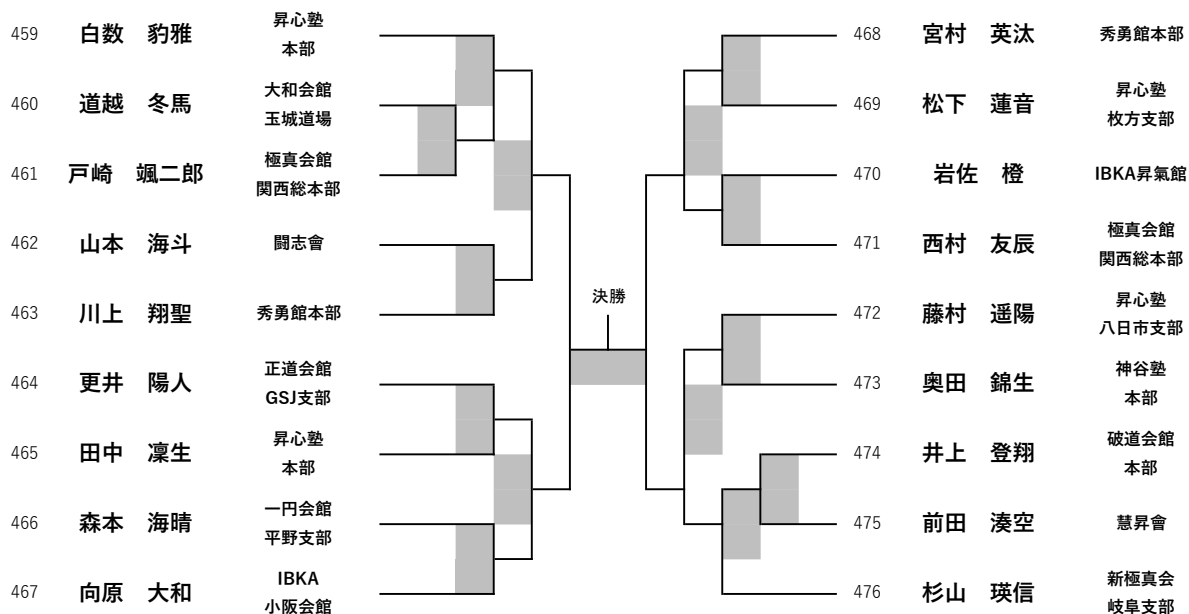 459 白数 豹雅 昇心塾
本部
460 道越 冬馬 大和会館
玉城道場
461 戸崎 颯二郎 極真会館
関西総本部
462 山本 海斗 闘志會
463 川上 翔聖 秀勇館本部
464 更井 陽人 正道会館
GSJ支部
465 田中 凜生 昇心塾
本部
466 森本 海晴 一円会館
平野支部
467 向原 大和 IBKA
小阪会館
決勝
468 宮村 英汰 秀勇館本部
469 松下 蓮音 昇心塾
枚方支部
470 岩佐 橙 IBKA昇氣館
471 西村 友辰 極真会館
関西総本部
472 藤村 遥陽 昇心塾
八日市支部
473 奥田 錦生 神谷塾
本部
474 井上 登翔 破道会館
本部
475 前田 湊空 慧昇會
476 杉山 瑛信 新極真会
岐阜支部